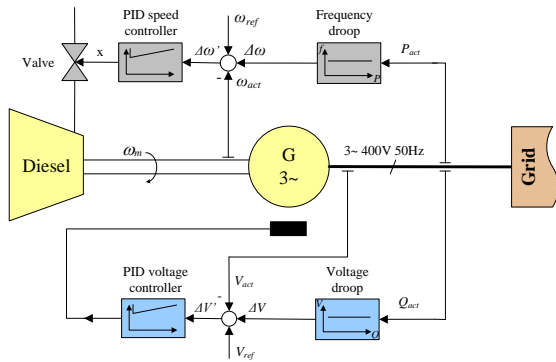 PID speed
controller
ω_ref
Frequency
droop
Valve
x
Δω'
Δω
P_act
f
P
-
ω_act
Diesel
ω_m
G
3~
3~ 400V 50Hz
Grid
PID voltage
controller
V_act
-
Voltage
droop
ΔV'
ΔV
V
Q
Q_act
V_ref